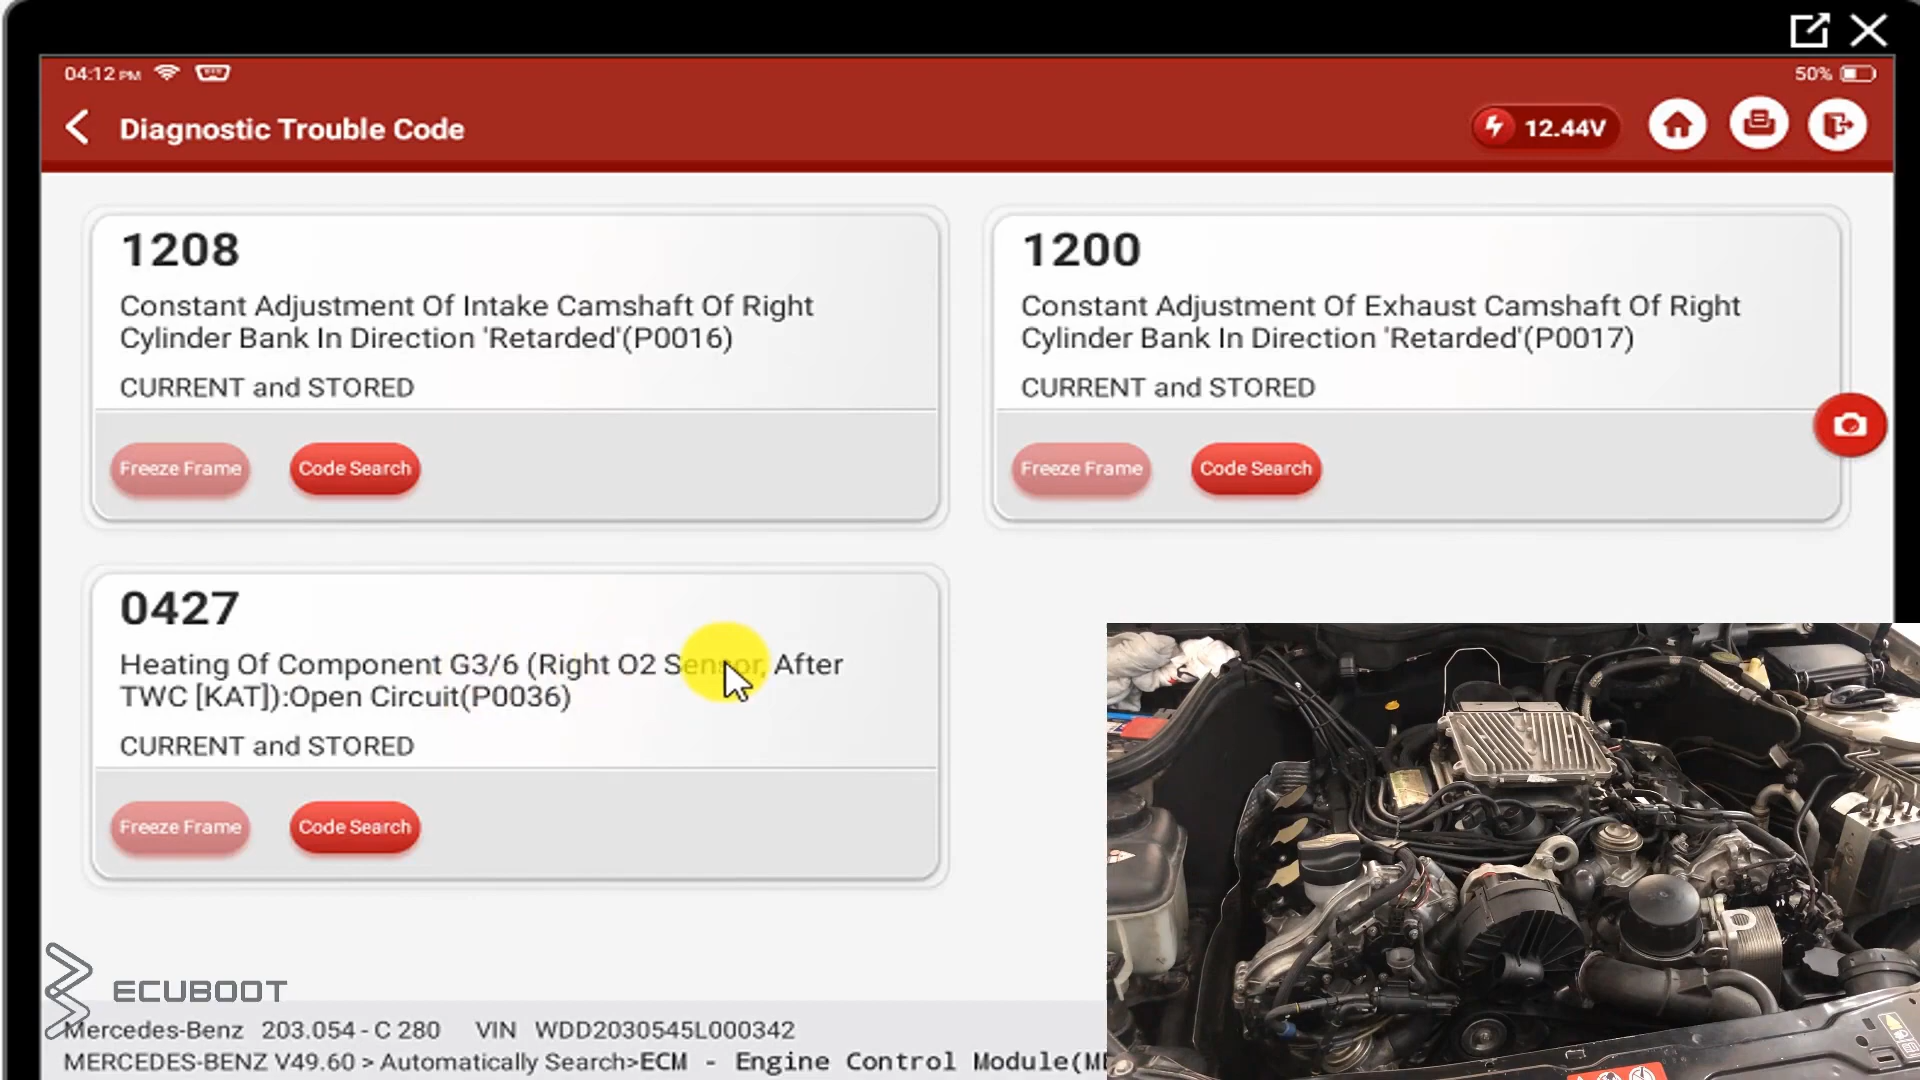 04:12 PM
50%
Diagnostic Trouble Code
12.44V
1208
Constant Adjustment Of Intake Camshaft Of Right
Cylinder Bank In Direction 'Retarded'(P0016)
CURRENT and STORED
Freeze Frame
Code Search
1200
Constant Adjustment Of Exhaust Camshaft Of Right
Cylinder Bank In Direction 'Retarded'(P0017)
CURRENT and STORED
Freeze Frame
Code Search
0427
Heating Of Component G3/6 (Right O2 Sensor, After
TWC [KAT]):Open Circuit(P0036)
CURRENT and STORED
Freeze Frame
Code Search
ECUBOOT
Mercedes-Benz 203.054 - C 280 VIN WDD2030545L000342
MERCEDES-BENZ V49.60 > Automatically Search>ECM - Engine Control Module(